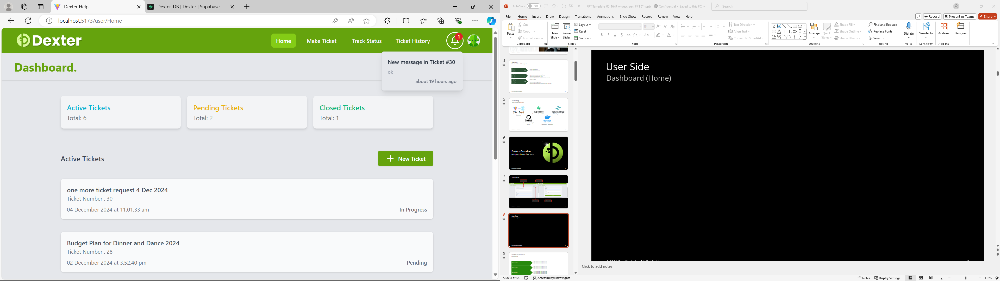 Dexter Help
Dexter_DB | Dexter | Supabase
localhost:5173/user/Home
Dexter
Home
Make Ticket
Track Status
Ticket History
1
Dashboard.
New message in Ticket #30
ok
about 19 hours ago
Active Tickets
Total: 6
Pending Tickets
Total: 2
Closed Tickets
Total: 1
Active Tickets
New Ticket
one more ticket request 4 Dec 2024
Ticket Number : 30
04 December 2024 at 11:01:33 am
In Progress
Budget Plan for Dinner and Dance 2024
Ticket Number : 28
02 December 2024 at 3:52:40 pm
Pending
AutoSave Off
PPT Template_00_16x9_widescreen_PPT (1).pptx
Confidential • Saved to this PC
Search
File Home Insert Draw Design Transitions Animations Slide Show Record Review View Help
Record
Present in Teams
Share
Paste
Cut
Copy
Format Painter
Clipboard
New Slide
Reuse Slides
Layout
Reset
Section
Slides
18
Font
Text Direction
Align Text
Convert to SmartArt
Paragraph
Arrange
Quick Styles
Shape Fill
Shape Outline
Shape Effects
Drawing
Find and Replace
Replace Fonts
Select
Editing
Dictate
Voice
Sensitivity
Sensitivity
Add-ins
Add-ins
Designer
4
Features
5
Technology
Vite + React
supabase
Tailwind CSS
GitHub
docker
6
Feature Overview
Glimpse of main functions
7
Admin Side
8
User Side
Dashboard (Home)
9
User Side
Dashboard (Home)
Click to add notes
Slide 8 of 64
Accessibility: Investigate
Notes
Display Settings
118%